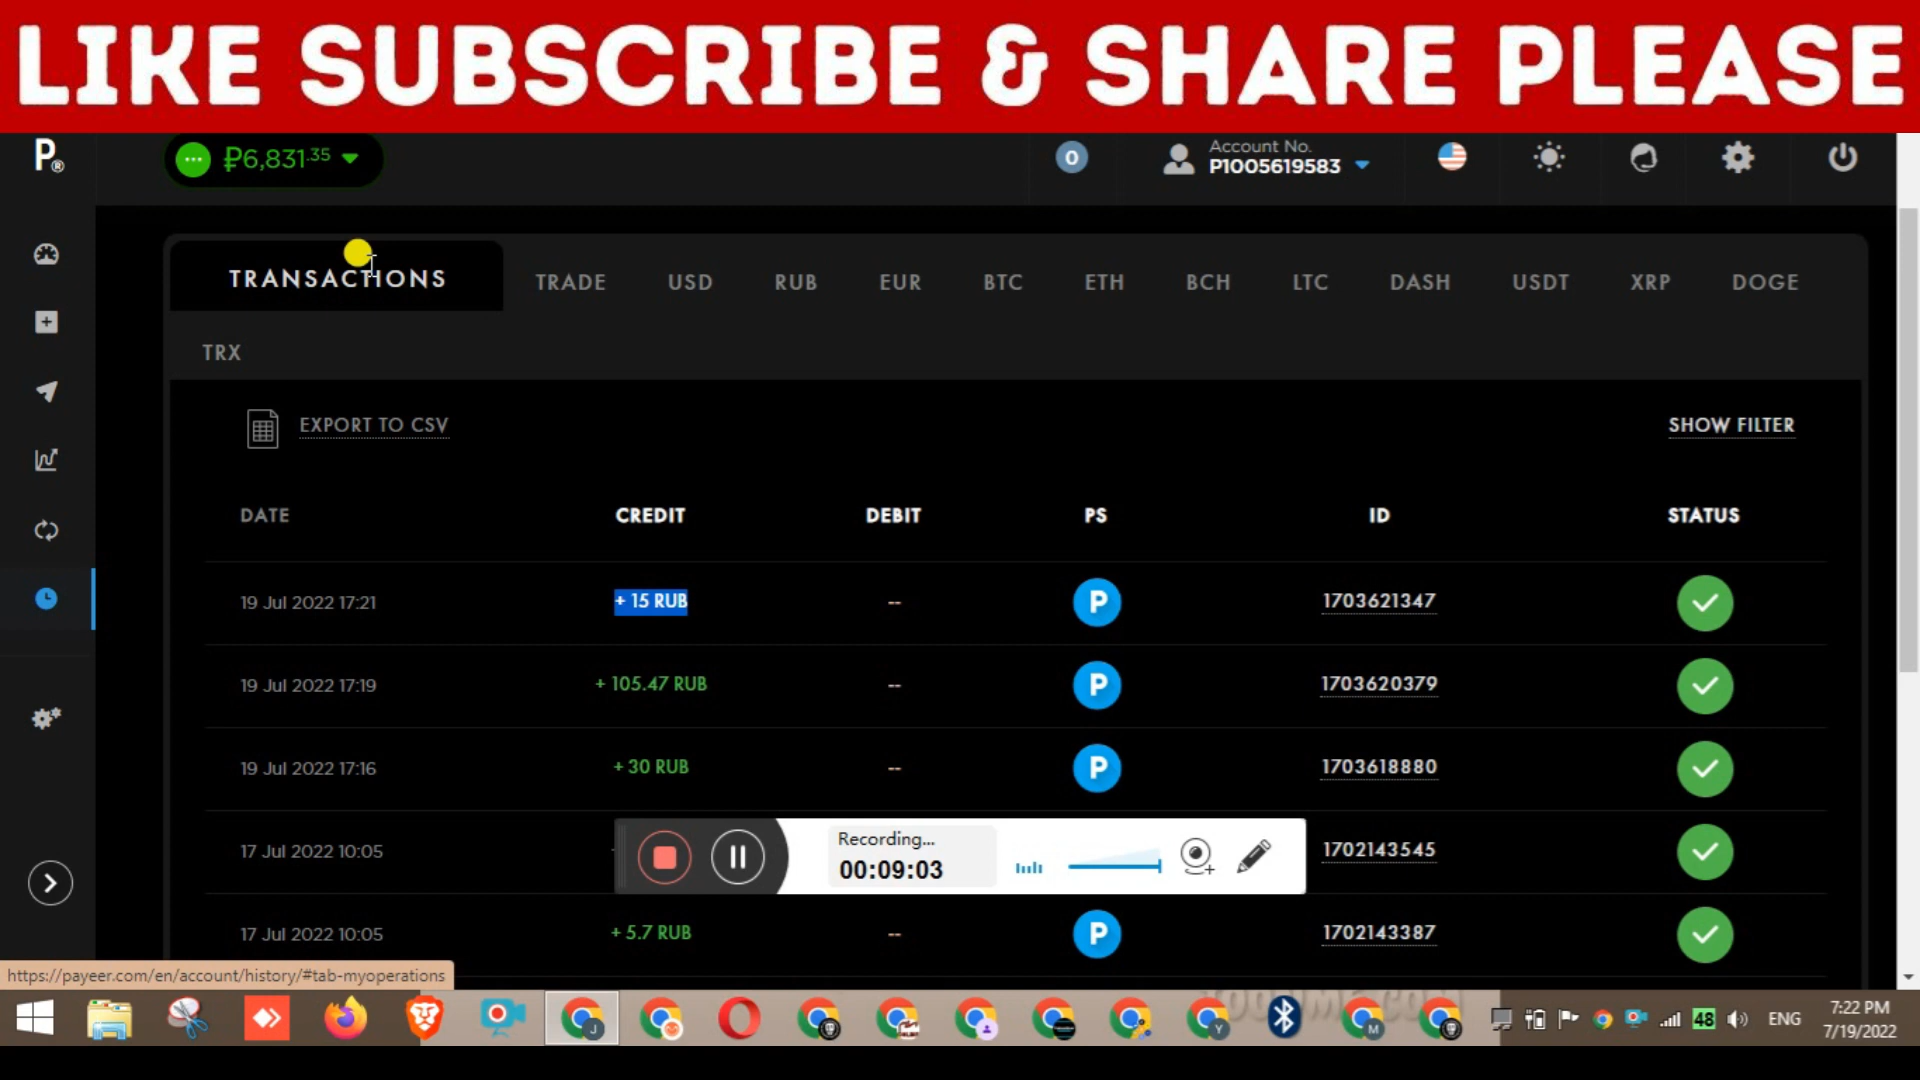 LIKE SUBSCRIBE & SHARE PLEASE
P®
₽6,831.35
0
Account No.
P1005619583
TRANSACTIONS
TRADE
USD
RUB
EUR
BTC
ETH
BCH
LTC
DASH
USDT
XRP
DOGE
TRX
EXPORT TO CSV
SHOW FILTER
DATE CREDIT DEBIT PS ID STATUS
19 Jul 2022 17:21 + 15 RUB -- P 1703621347
19 Jul 2022 17:19 + 105.47 RUB -- P 1703620379
19 Jul 2022 17:16 + 30 RUB -- P 1703618880
17 Jul 2022 10:05 1702143545
Recording...
00:09:03
17 Jul 2022 10:05 + 5.7 RUB -- P 1702143387
https://payeer.com/en/account/history/#tab-myoperations
J
Y
M
48
ENG
7:22 PM
7/19/2022